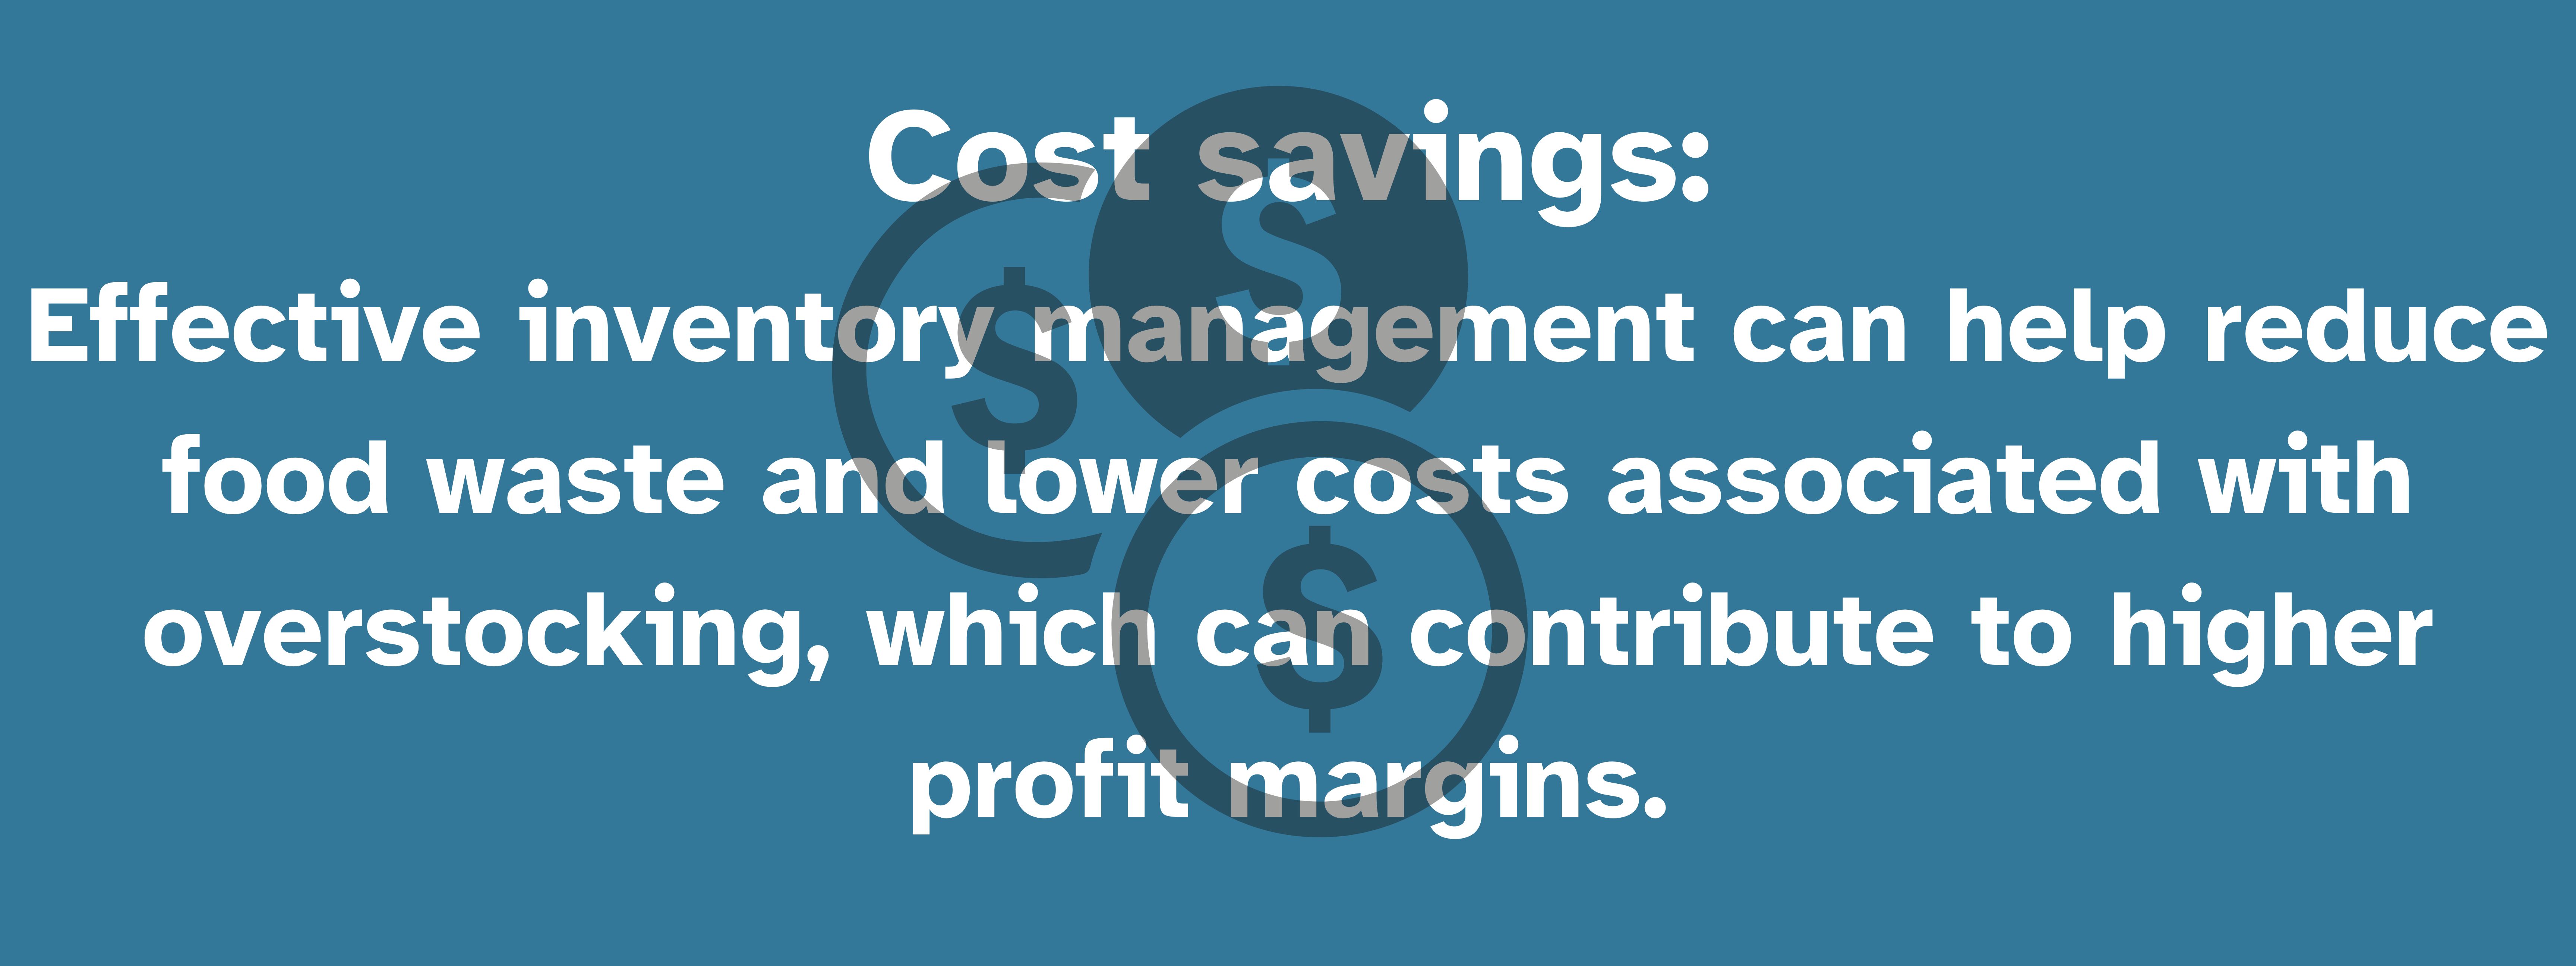 Cost savings:
Effective inventory management can help reduce
food waste and lower costs associated with
overstocking, which can contribute to higher
profit margins.
$
$
$